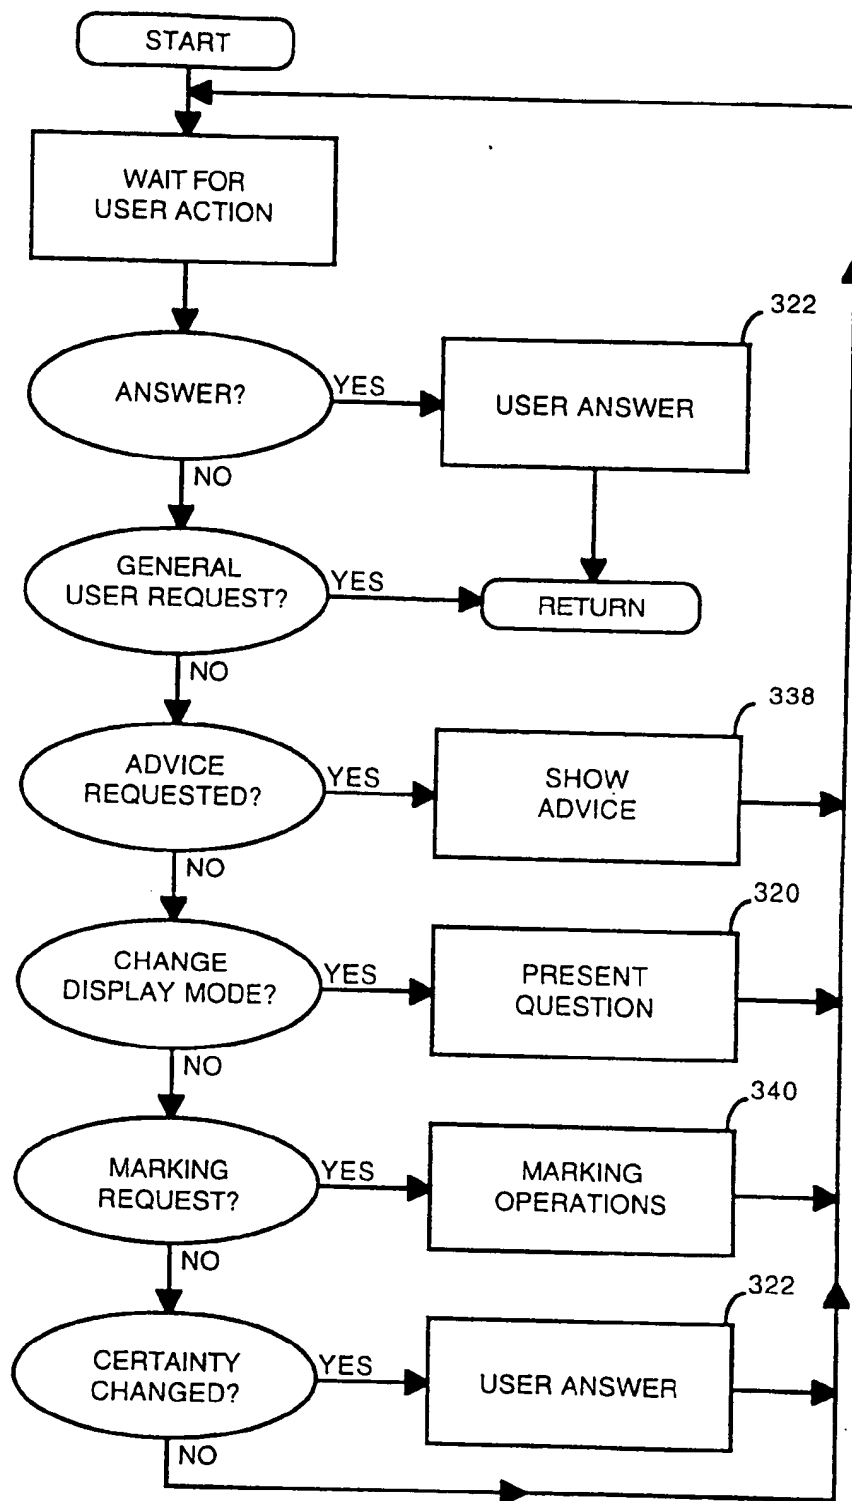 START
WAIT FOR
USER ACTION
322
ANSWER?
YES
USER ANSWER
NO
GENERAL
USER REQUEST?
YES
RETURN
NO
338
ADVICE
REQUESTED?
YES
SHOW
ADVICE
NO
320
CHANGE
DISPLAY MODE?
YES
PRESENT
QUESTION
NO
340
MARKING
REQUEST?
YES
MARKING
OPERATIONS
NO
322
CERTAINTY
CHANGED?
YES
USER ANSWER
NO